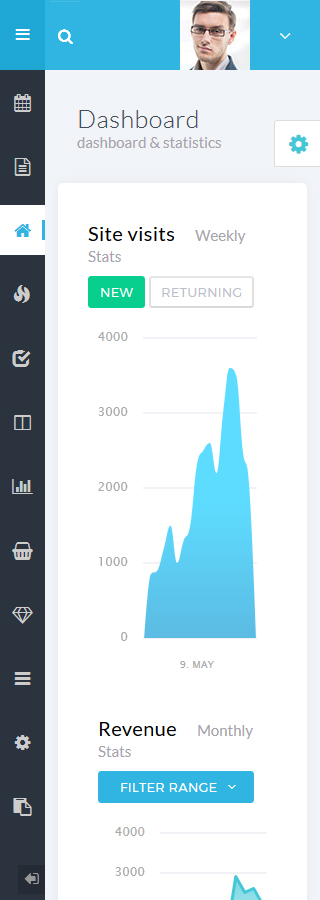 Dashboard
dashboard & statistics
Site visits Weekly
Stats
NEW RETURNING
4000
3000
2000
1000
0
9. MAY
Revenue Monthly
Stats
FILTER RANGE
4000
3000